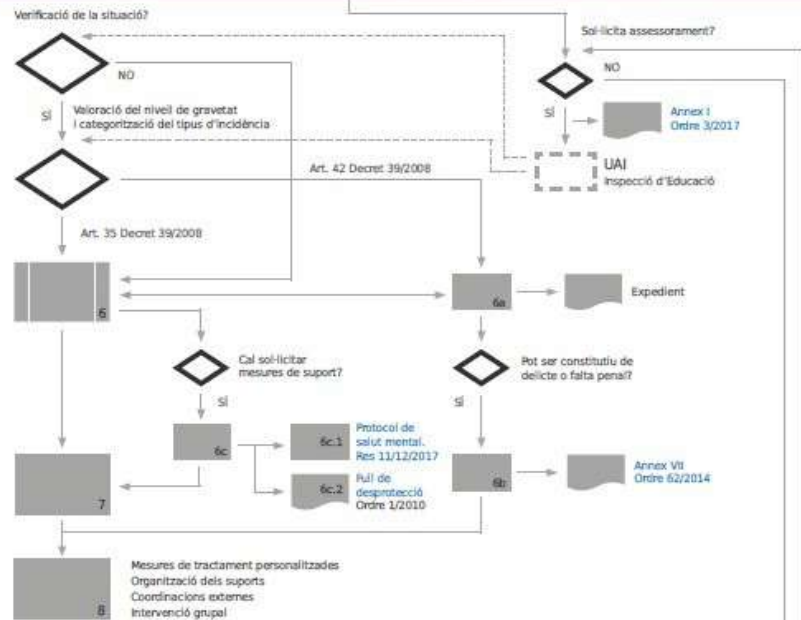 Verificació de la situació?
Sol·licita assessorament?
NO
NO
SÍ
Valoració del nivell de gravetat
i categorització del tipus d'incidència
SÍ
Annex I
Ordre 3/2017
UAI
Inspecció d'Educació
Art. 42 Decret 39/2008
Art. 35 Decret 39/2008
6
6a
Expedient
Cal sol·licitar
mesures de suport?
Pot ser constitutiu de
delicte o falta penal?
SÍ
SÍ
6c
6c.1
Protocol de
salut mental.
Res 11/12/2017
6c.2
Full de
desprotecció
Ordre 1/2010
6b
Annex VII
Ordre 62/2014
7
8
Mesures de tractament personalitzades
Organització dels suports
Coordinacions externes
Intervenció grupal